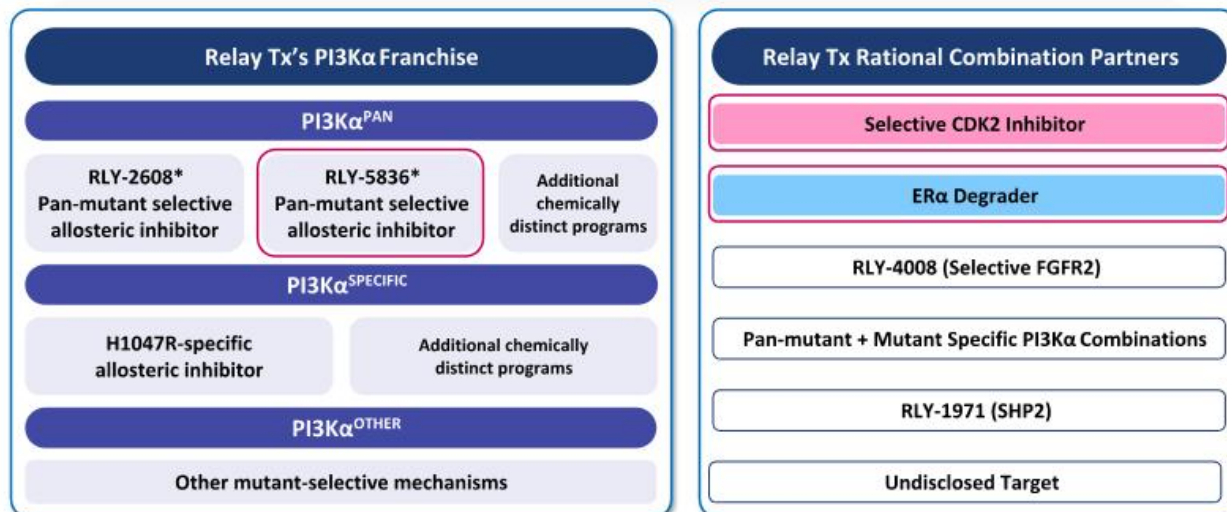 Relay Tx's PI3Kα Franchise
PI3Kα^PAN
RLY-2608*
Pan-mutant selective
allosteric inhibitor
RLY-5836*
Pan-mutant selective
allosteric inhibitor
Additional
chemically
distinct programs
PI3Kα^SPECIFIC
H1047R-specific
allosteric inhibitor
Additional chemically
distinct programs
PI3Kα^OTHER
Other mutant-selective mechanisms
Relay Tx Rational Combination Partners
Selective CDK2 Inhibitor
ERα Degrader
RLY-4008 (Selective FGFR2)
Pan-mutant + Mutant Specific PI3Kα Combinations
RLY-1971 (SHP2)
Undisclosed Target